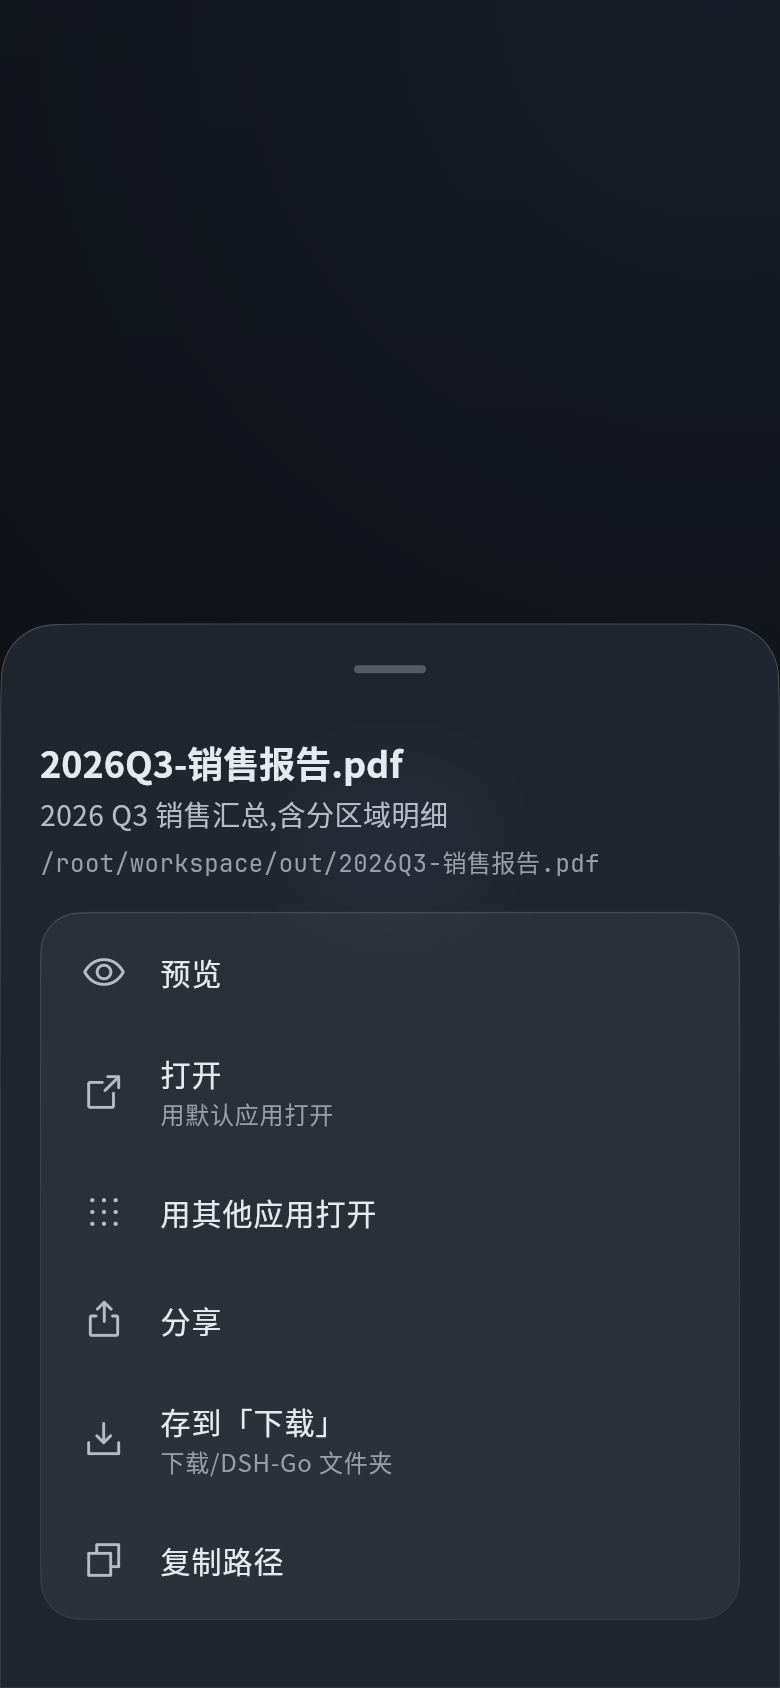 2026Q3-销售报告.pdf
2026 Q3 销售汇总,含分区域明细
/root/workspace/out/2026Q3-销售报告.pdf
预览
打开
用默认应用打开
用其他应用打开
分享
存到「下载」
下载/DSH-Go 文件夹
复制路径